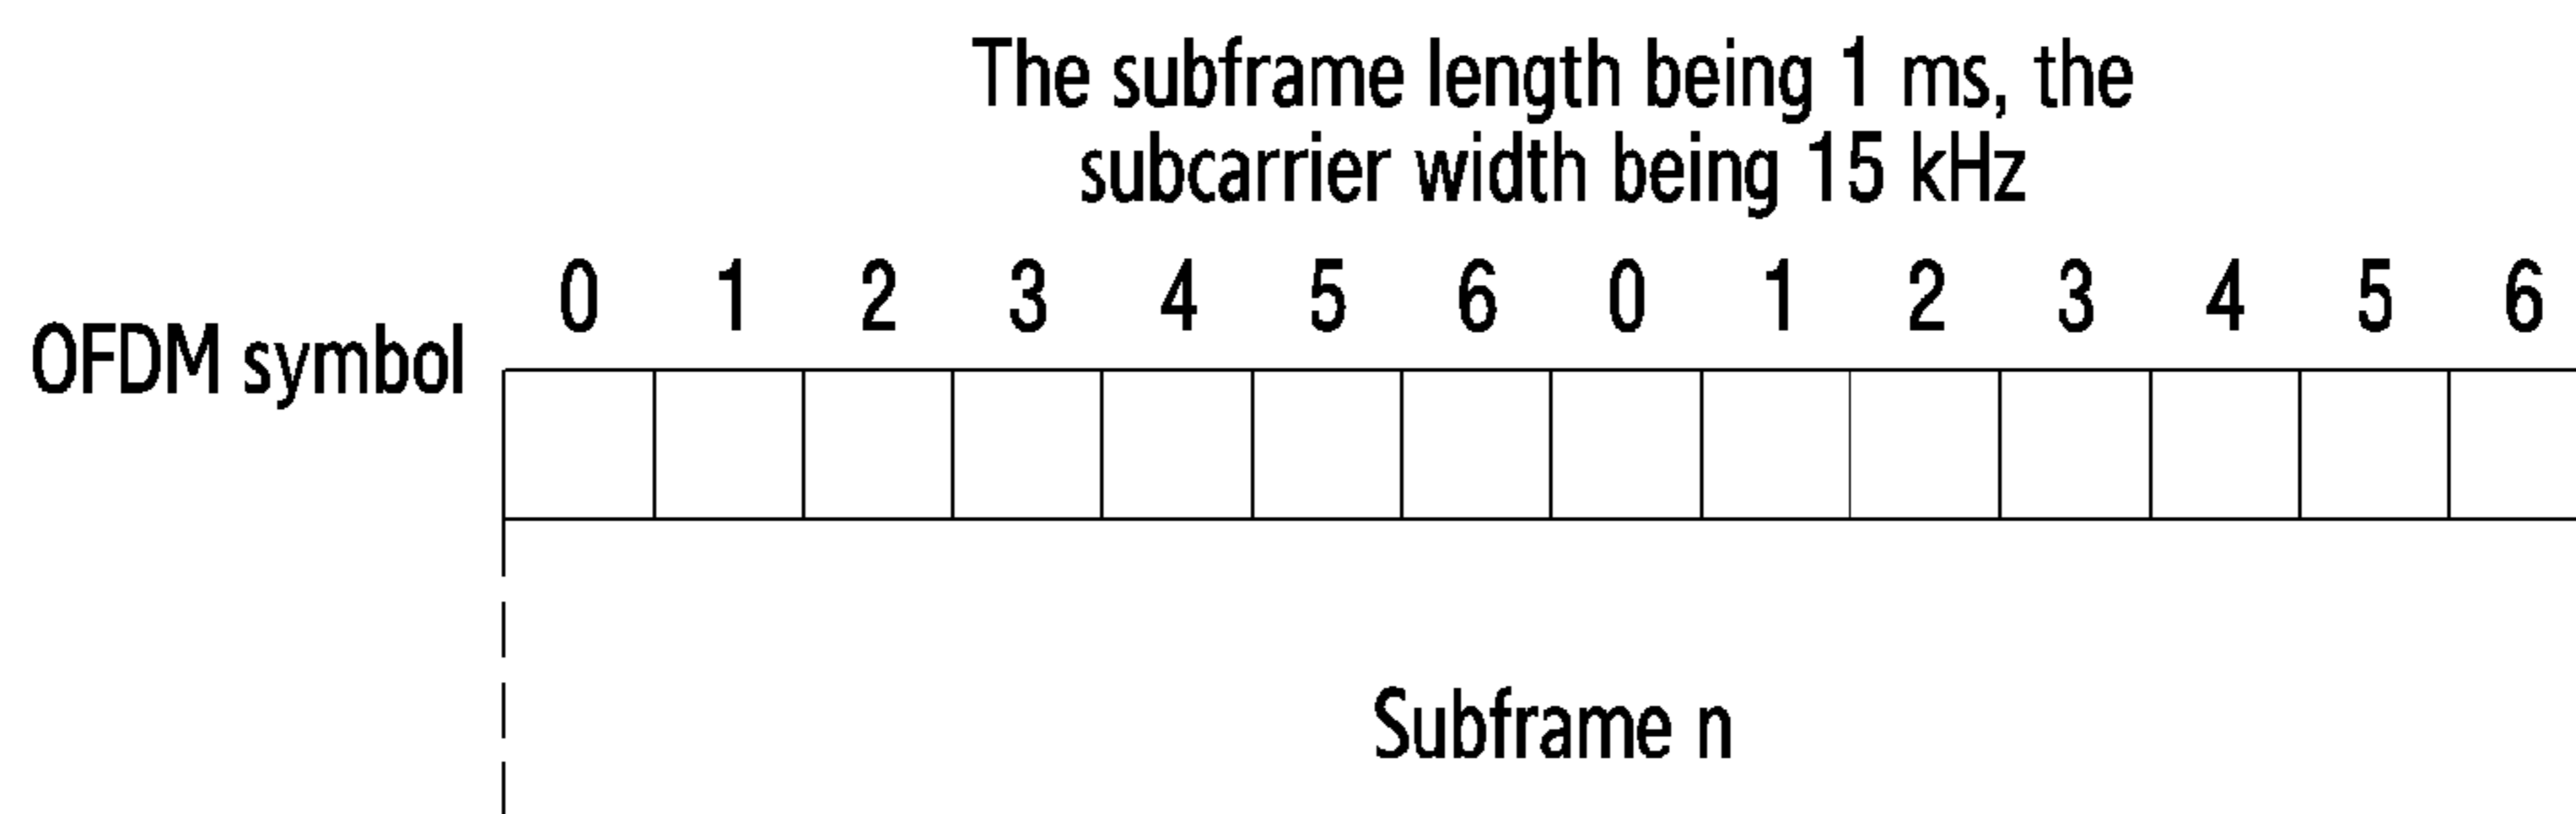 The subframe length being 1 ms, the
subcarrier width being 15 kHz
0 1 2 3 4 5 6 0 1 2 3 4 5 6
OFDM symbol
Subframe n